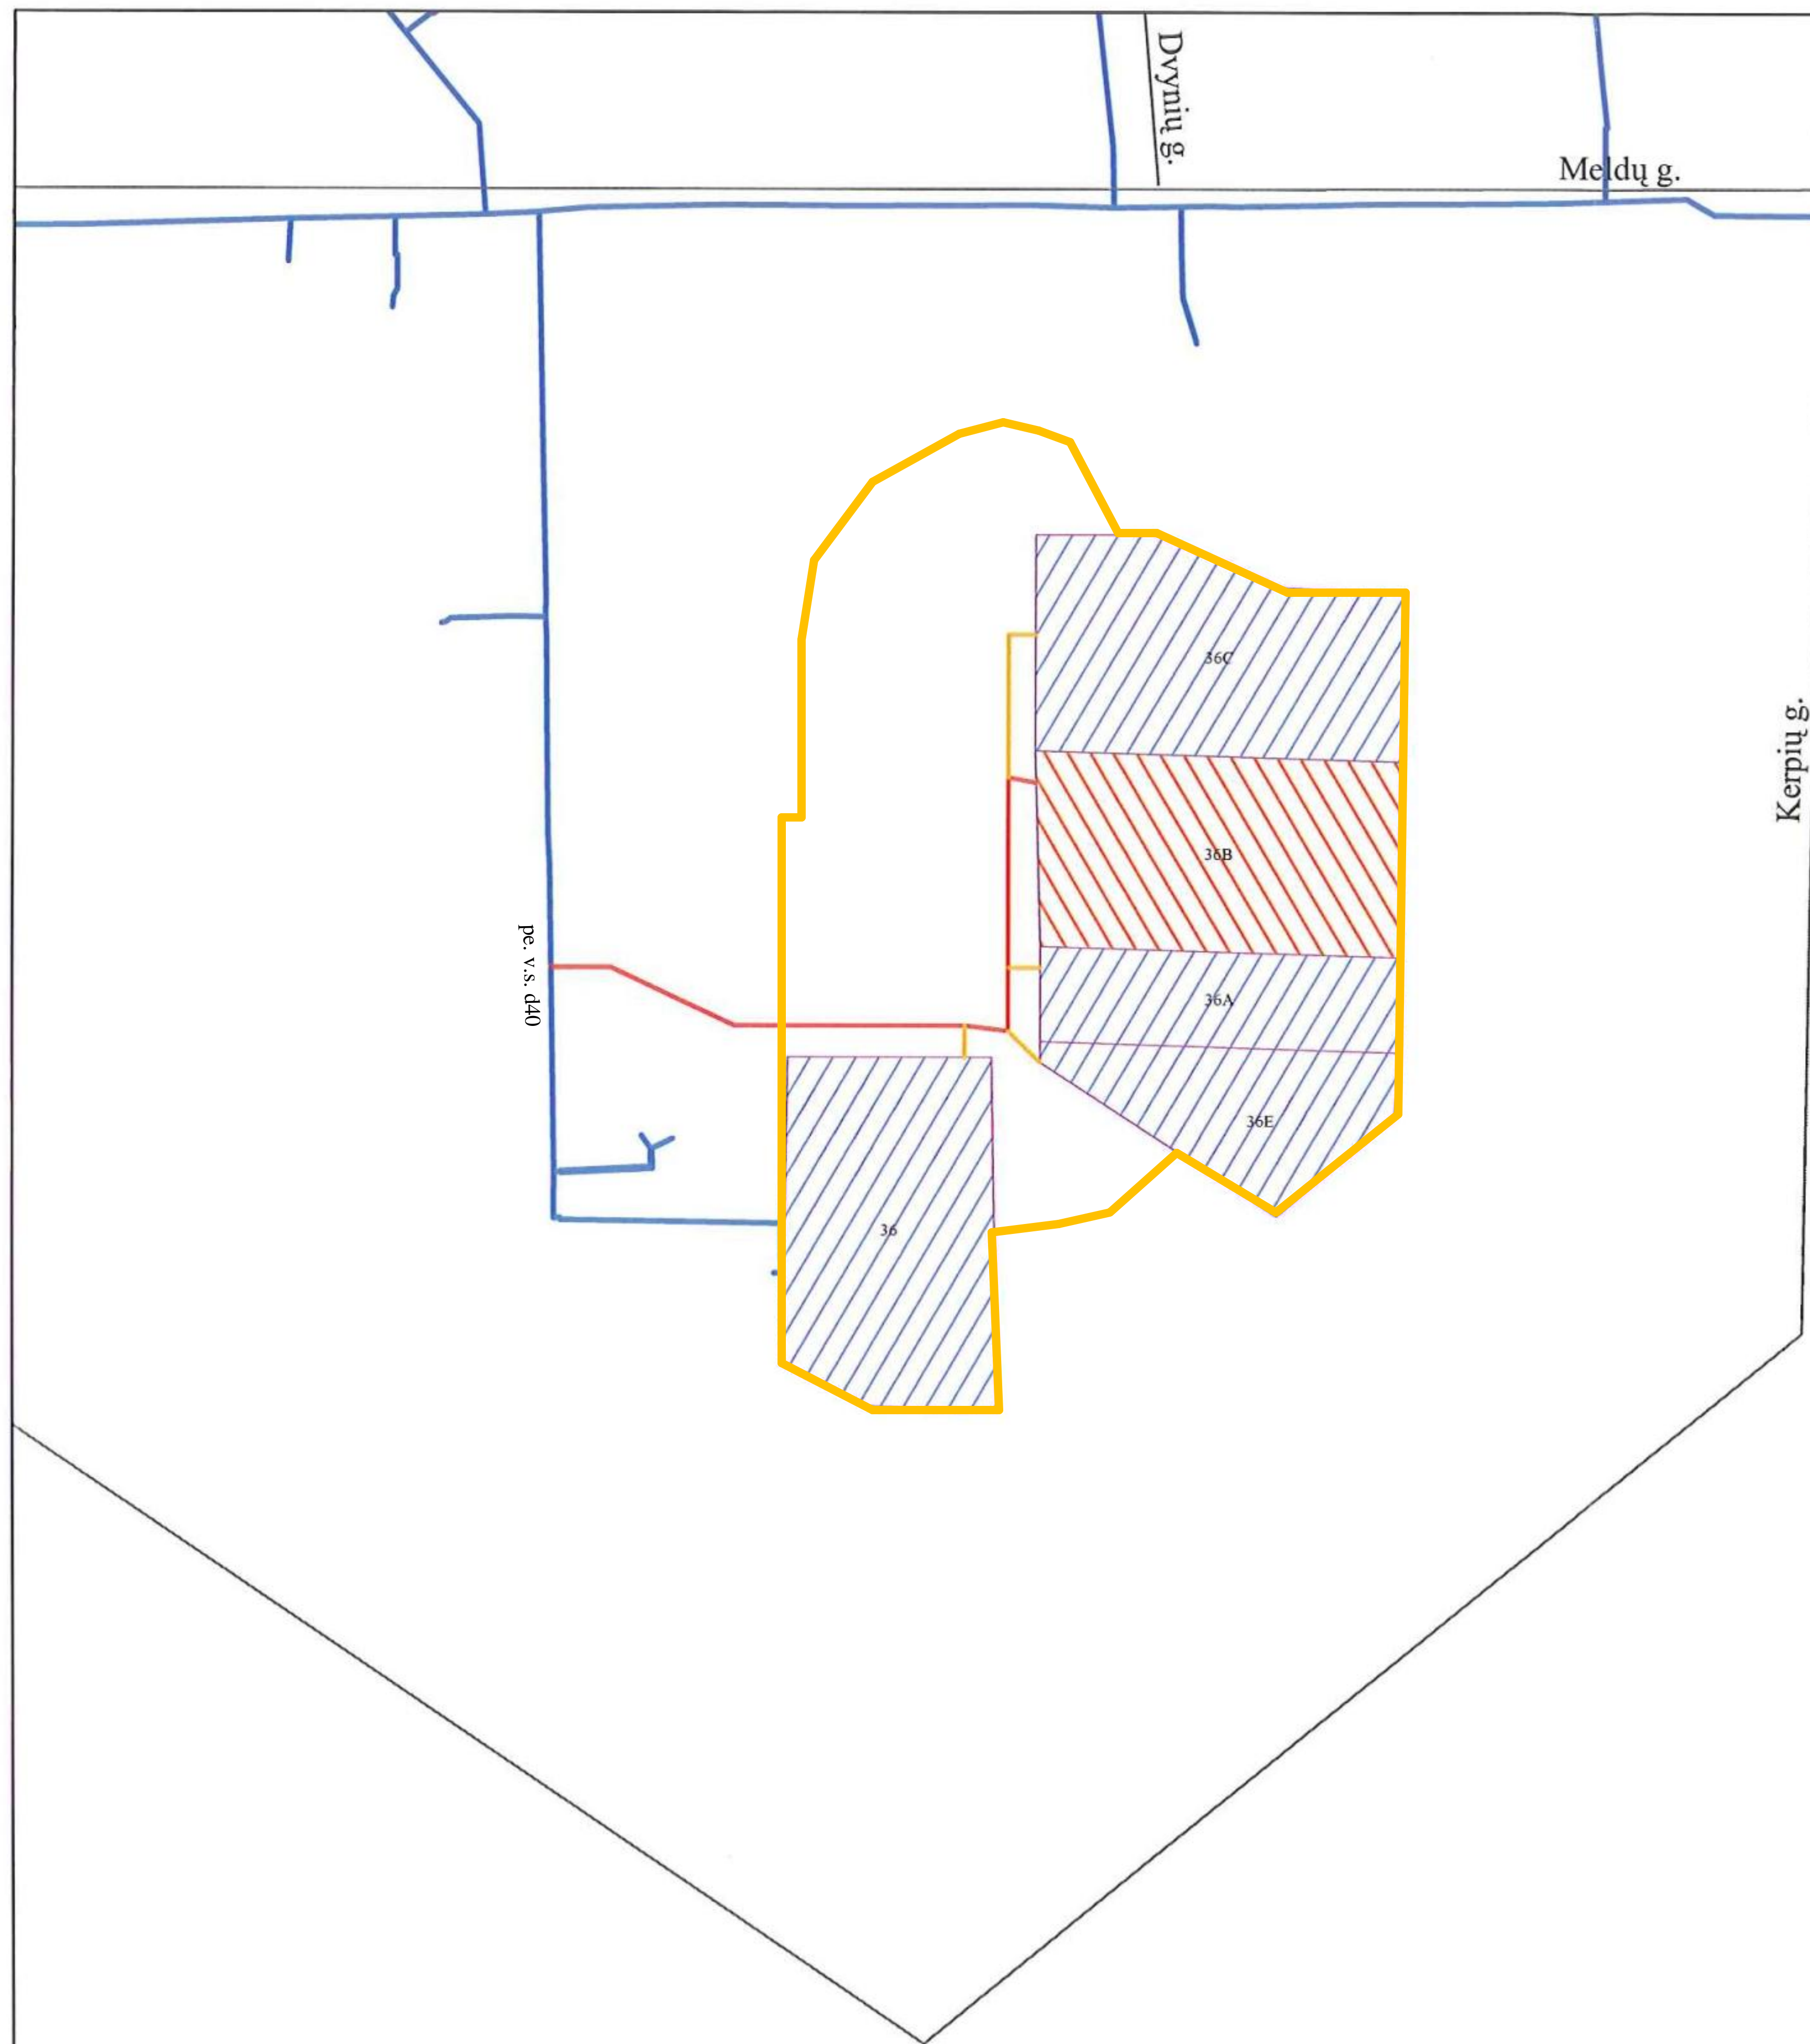 Dvynių g.
Meldų g.
Kerpių g.
36C
36B
pe. v.s. d40
36A
36E
36